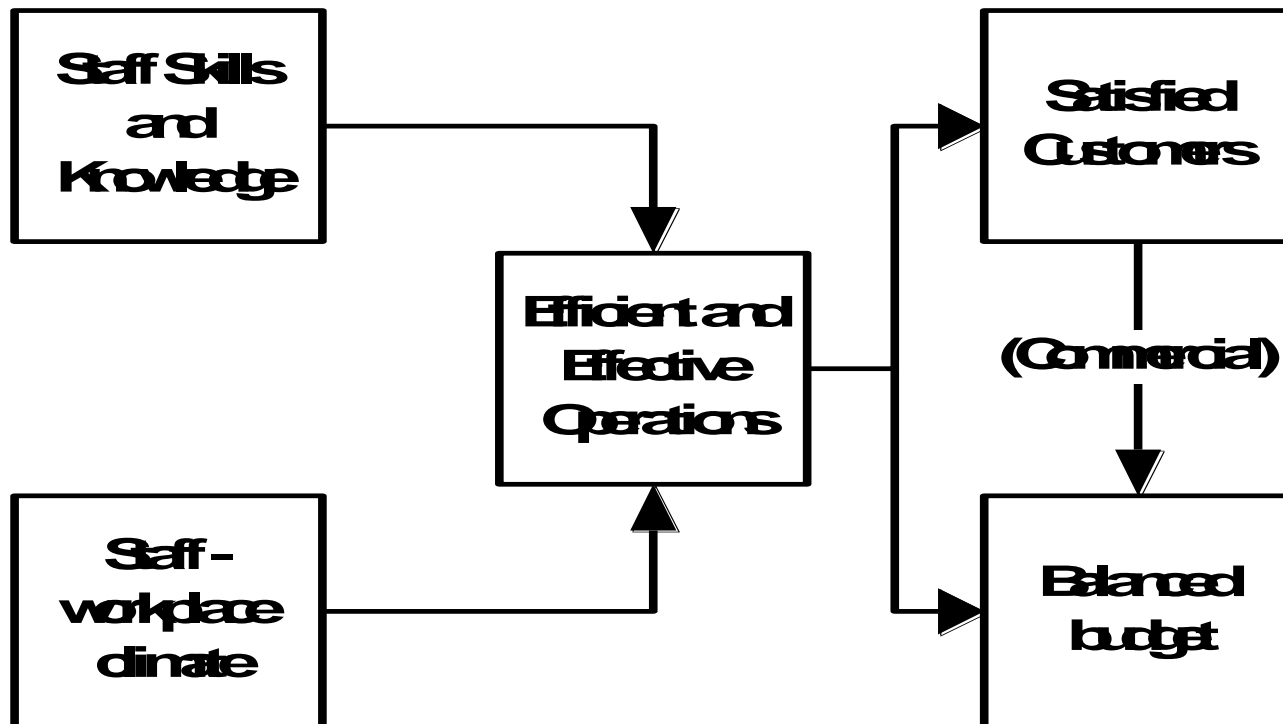 Staff Skills
and
Knowledge
Satisfied
Customers
Efficient and
Effective
Operations
(Commercial)
Staff -
workplace
climate
Balanced
budget